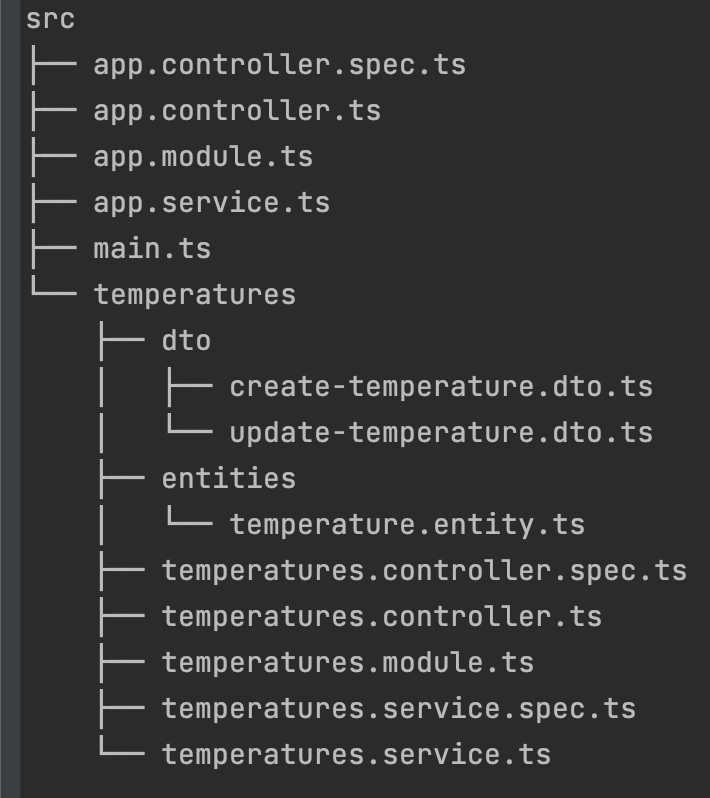 src
├── app.controller.spec.ts
├── app.controller.ts
├── app.module.ts
├── app.service.ts
├── main.ts
└── temperatures
    ├── dto
    │   ├── create-temperature.dto.ts
    │   └── update-temperature.dto.ts
    ├── entities
    │   └── temperature.entity.ts
    ├── temperatures.controller.spec.ts
    ├── temperatures.controller.ts
    ├── temperatures.module.ts
    ├── temperatures.service.spec.ts
    └── temperatures.service.ts